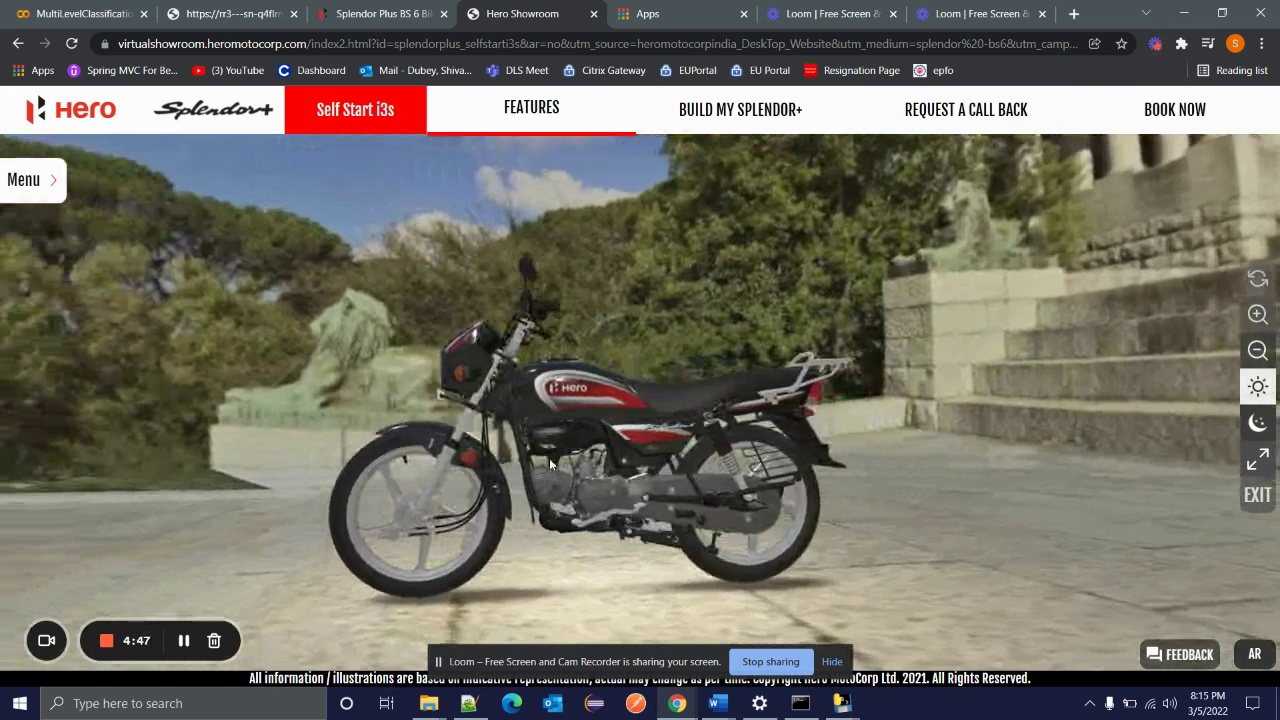 MultiLevelClassificatio
https://rr3---sn-q4flrn
Splendor Plus BS 6 Bik
Hero Showroom
Apps
Loom | Free Screen &
Loom | Free Screen &
virtualshowroom.heromotocorp.com/index2.html?id=splendorplus_selfstarti3s&at=no&utm_source=heromotocorpindia_DeskTop_Website&utm_medium=splendor%20-bs6&utm_camp...
S
Apps
Spring MVC For Be...
(3) YouTube
Dashboard
Mail - Dubey, Shiva...
DLS Moet
Citrix Gateway
EUPortal
EU Portal
Resignation Page
epfo
Reading list
Hero
Splendor+
Self Start i3s
FEATURES
BUILD MY SPLENDOR+
REQUEST A CALL BACK
BOOK NOW
Menu
Hero
EXIT
4:47
Loom – Free Screen and Cam Recorder is sharing your screen.
Stop sharing
Hide
FEEDBACK
AR
All information / illustrations are based on indicative representation, actual may change as per time. Copyright Hero MotoCorp Ltd. 2021. All Rights Reserved.
Type here to search
8:15 PM
3/5/2022